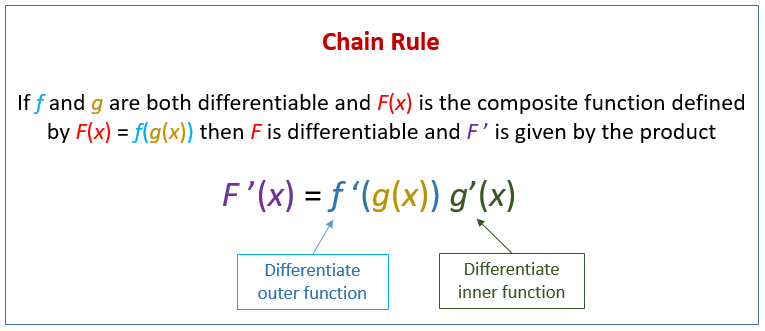 Chain Rule
If f and g are both differentiable and F(x) is the composite function defined
by F(x) = f(g(x)) then F is differentiable and F ’ is given by the product
F ’(x) = f ‘(g(x)) g’(x)
Differentiate
outer function
Differentiate
inner function